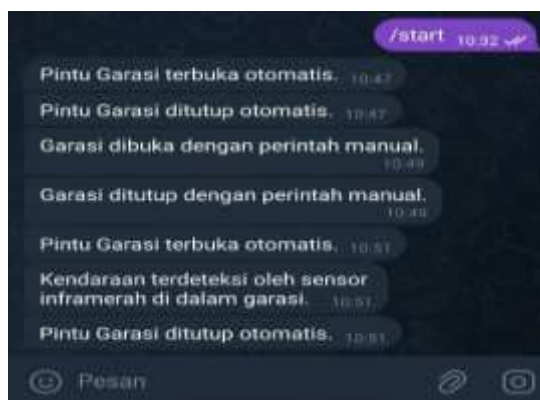 /start 10:32
Pintu Garasi terbuka otomatis. 10:47
Pintu Garasi ditutup otomatis. 10:47
Garasi dibuka dengan perintah manual.
10:49
Garasi ditutup dengan perintah manual.
10:49
Pintu Garasi terbuka otomatis. 10:51
Kendaraan terdeteksi oleh sensor
inframerah di dalam garasi. 10:51
Pintu Garasi ditutup otomatis. 10:51
Pesan